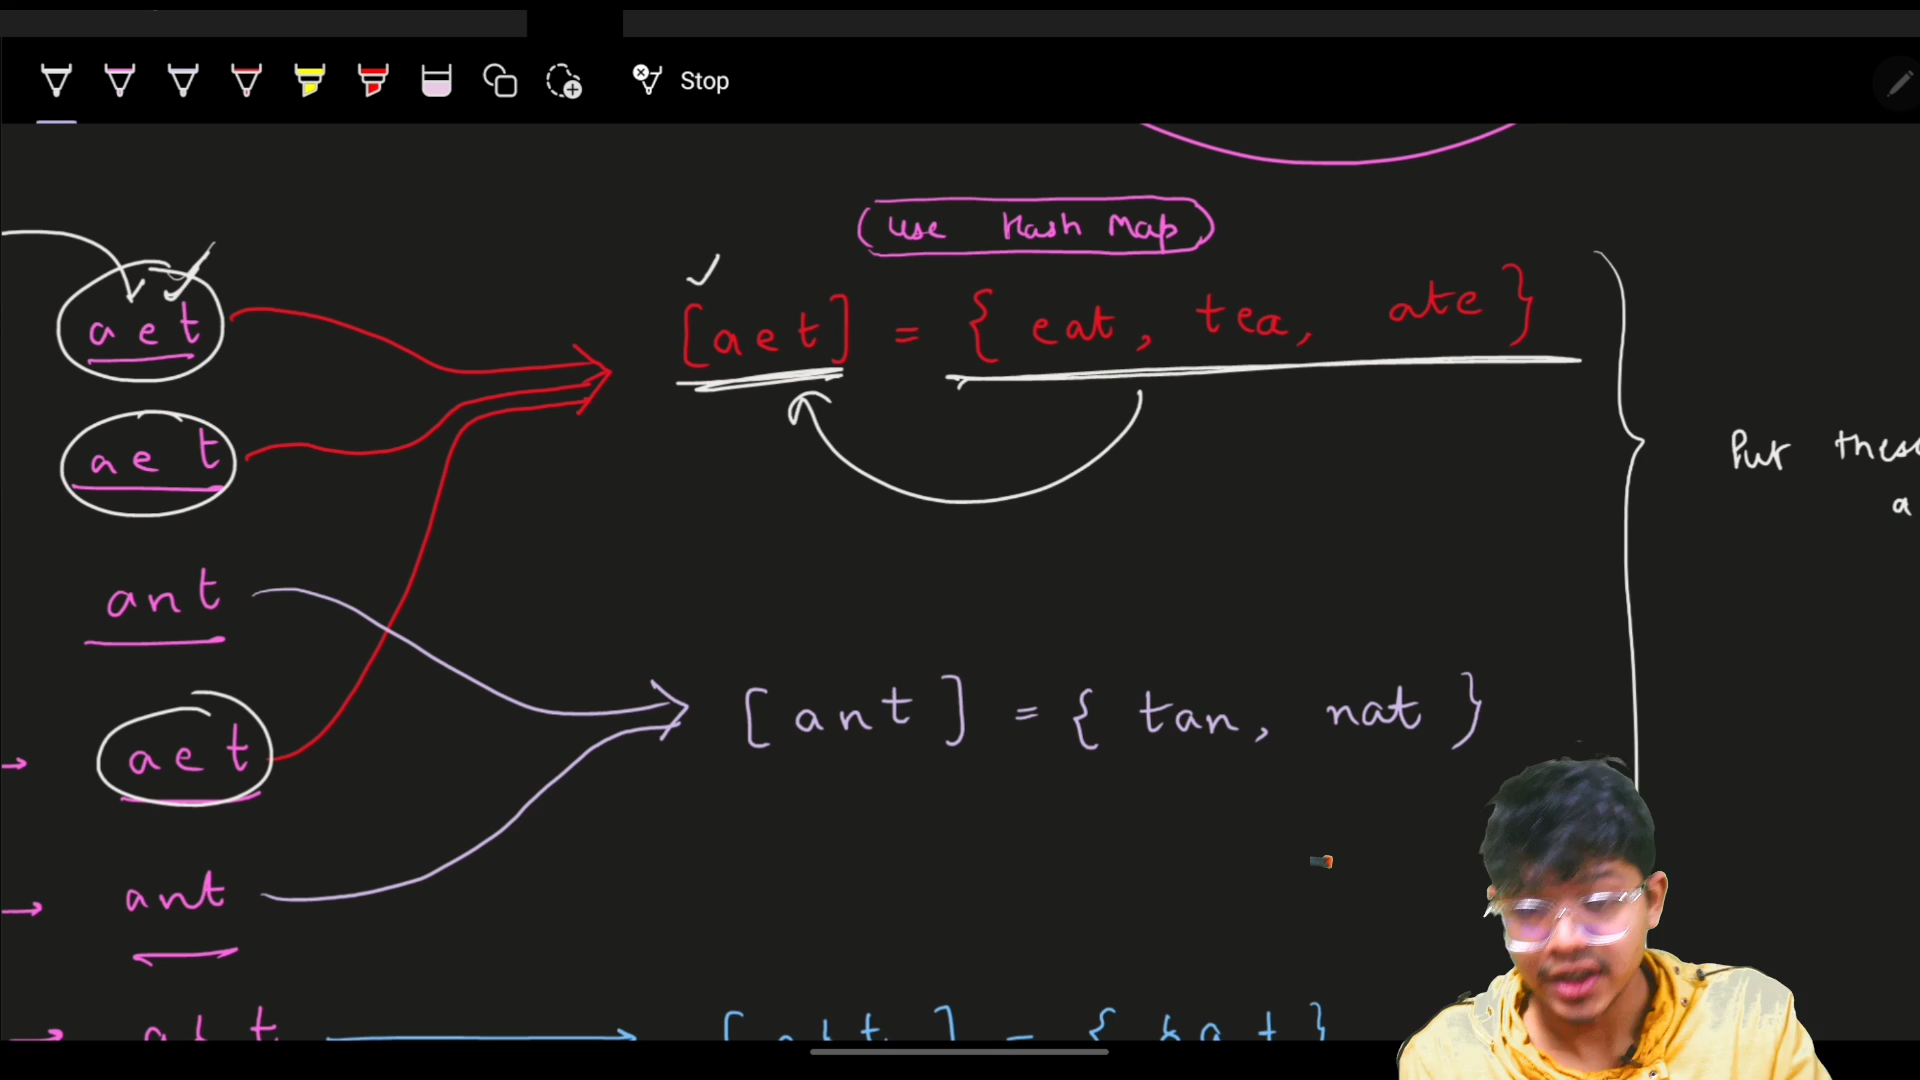 Stop
use Hash Map
aet
[aet] = { eat, tea, ate }
aet
Put
a
ant
[ant] = { tan, nat }
aet
ant